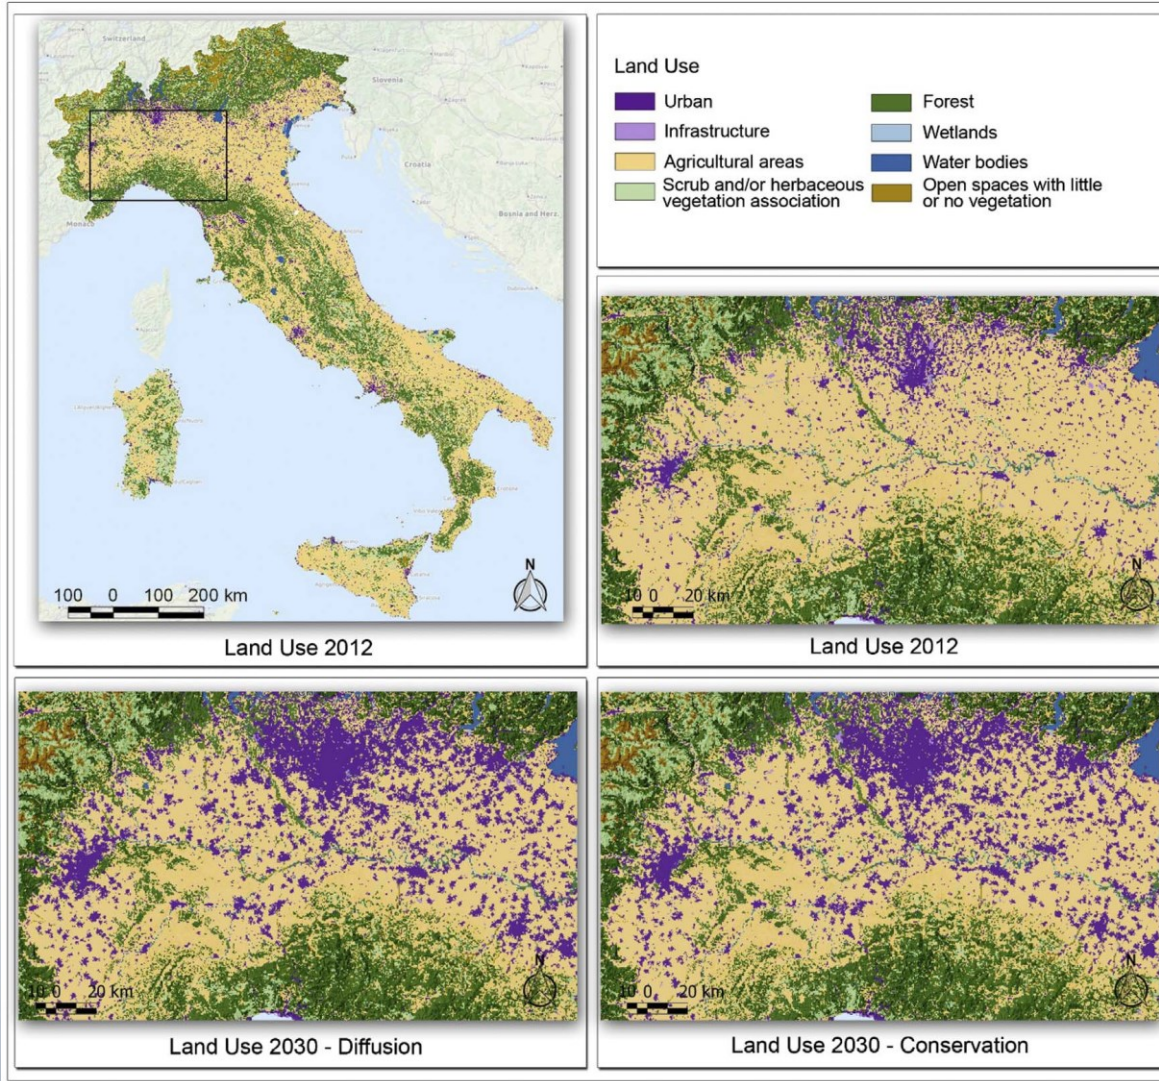 Switzerland
Slovenia
Croatia
Bosnia and Herz.
Monaco
N
100 0 100 200 km
Land Use 2012
Land Use
Urban
Infrastructure
Agricultural areas
Scrub and/or herbaceous
vegetation association
Forest
Wetlands
Water bodies
Open spaces with little
or no vegetation
N
10 0 20 km
Land Use 2012
N
10 0 20 km
Land Use 2030 - Diffusion
N
10 0 20 km
Land Use 2030 - Conservation